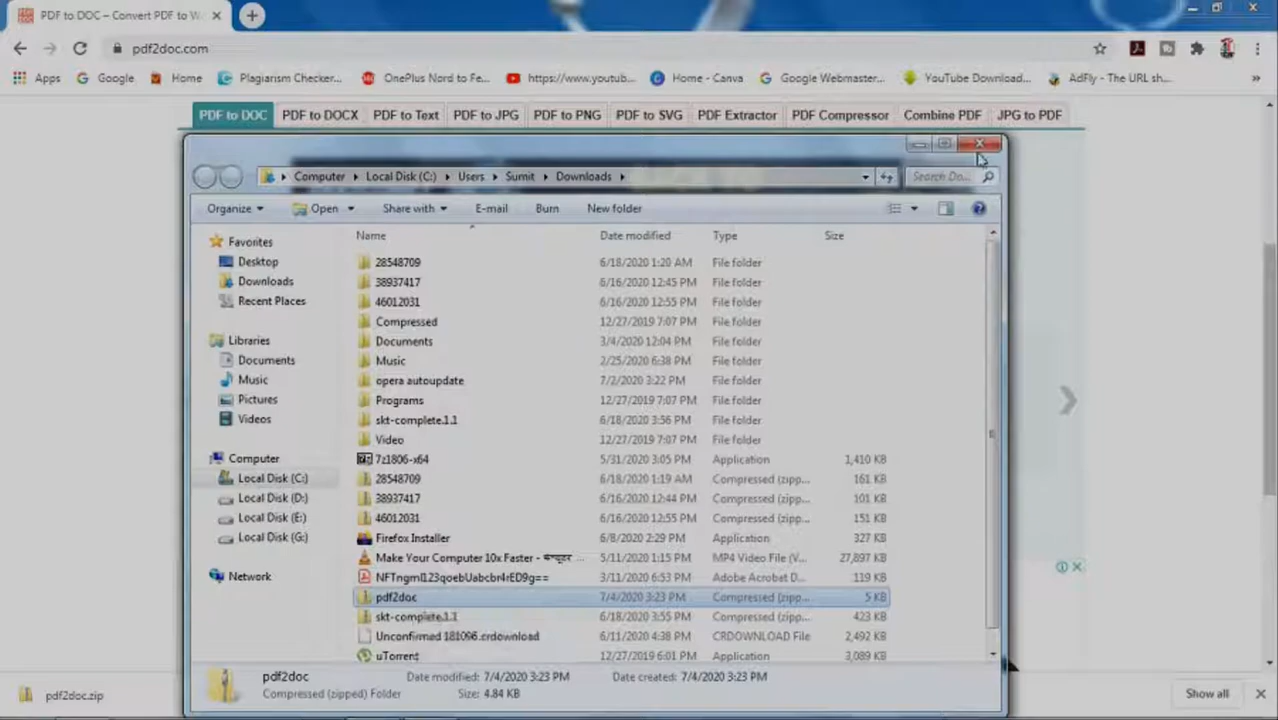 PDF to DOC – Convert PDF to W
pdf2doc.com
Apps Google Home Plagiarism Checker... OnePlus Nord to Fe... https://www.youtub... Home - Canva Google Webmaster... YouTube Download... AdFly - The URL sh... »
PDF to DOC PDF to DOCX PDF to Text PDF to JPG PDF to PNG PDF to SVG PDF Extractor PDF Compressor Combine PDF JPG to PDF
Computer Local Disk (C:) Users Sumit Downloads Search Do...
Organize Open Share with E-mail Burn New folder
Name Date modified Type Size
Favorites
Desktop
Downloads
Recent Places
Libraries
Documents
Music
Pictures
Videos
Computer
Local Disk (C:)
Local Disk (D:)
Local Disk (E:)
Local Disk (G:)
Network
28548709 6/18/2020 1:20 AM File folder
38937417 6/16/2020 12:45 PM File folder
46012031 6/16/2020 12:55 PM File folder
Compressed 12/27/2019 7:07 PM File folder
Documents 3/4/2020 12:04 PM File folder
Music 2/25/2020 6:38 PM File folder
opera autoupdate 7/2/2020 3:22 PM File folder
Programs 12/27/2019 7:07 PM File folder
skt-complete.1.1 6/18/2020 3:56 PM File folder
Video 12/27/2019 7:07 PM File folder
7z1806-x64 5/31/2020 3:05 PM Application 1,410 KB
28548709 6/18/2020 1:19 AM Compressed (zipp... 161 KB
38937417 6/16/2020 12:44 PM Compressed (zipp... 101 KB
46012031 6/16/2020 12:55 PM Compressed (zipp... 151 KB
Firefox Installer 6/8/2020 2:29 PM Application 327 KB
Make Your Computer 10x Faster - कंप्यूटर ... 5/11/2020 1:15 PM MP4 Video File (V... 27,897 KB
3/11/2020 6:53 PM Adobe Acrobat D... 119 KB
pdf2doc 7/4/2020 3:23 PM Compressed (zipp... 5 KB
skt-complete.1.1 6/18/2020 3:55 PM Compressed (zipp... 423 KB
Unconfirmed 181096.crdownload 6/11/2020 4:38 PM CRDOWNLOAD File 2,492 KB
uTorrent 12/27/2019 6:01 PM Application 3,089 KB
pdf2doc Date modified: 7/4/2020 3:23 PM Date created: 7/4/2020 3:23 PM
Compressed (zipped) Folder Size: 4.84 KB
pdf2doc.zip Show all